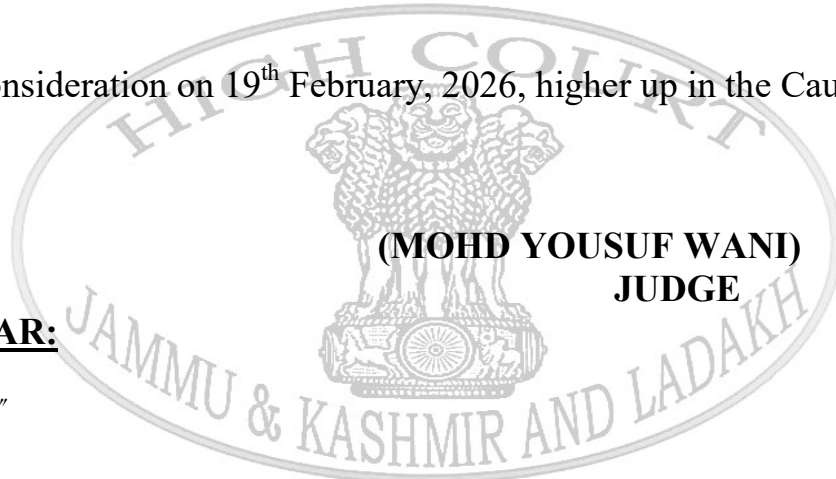 HIGH COURT
onsideration on 19th February, 2026, higher up in the Cau
(MOHD YOUSUF WANI)
JUDGE
AR:
"
JAMMU & KASHMIR AND LADAKH